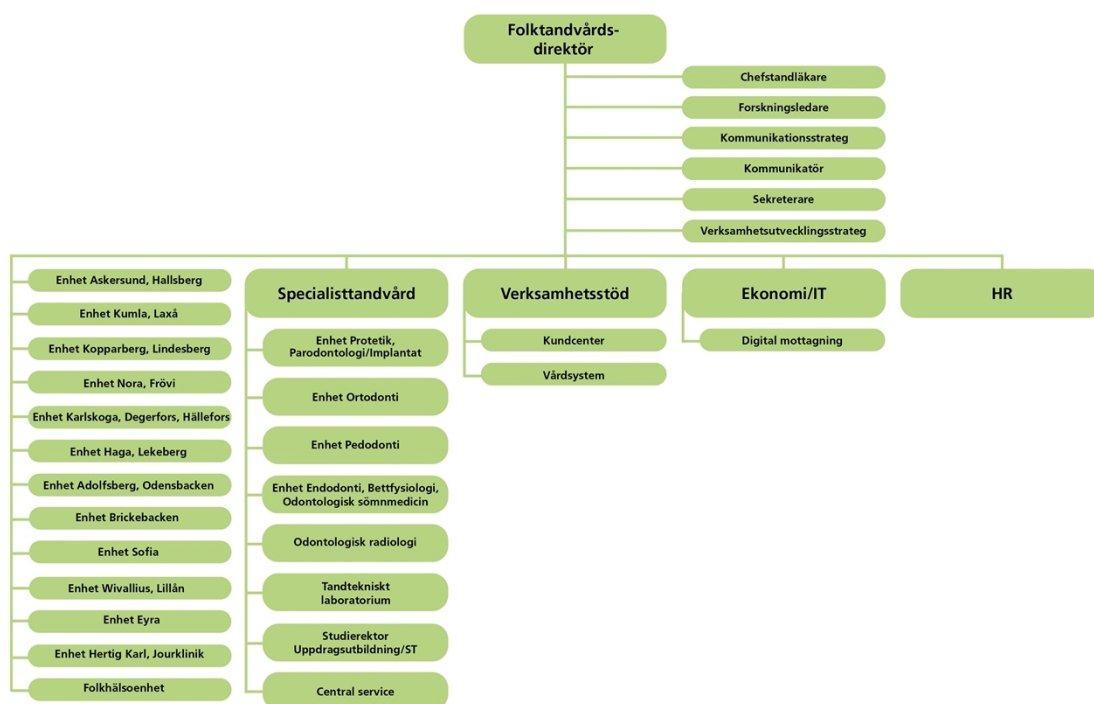 Folktandvårds-
direktör
Chefstandläkare
Forskningsledare
Kommunikationsstrateg
Kommunikatör
Sekreterare
Verksamhetsutvecklingsstrateg
Enhet Askersund, Hallsberg
Enhet Kumla, Laxå
Enhet Kopparberg, Lindesberg
Enhet Nora, Frövi
Enhet Karlskoga, Degerfors, Hällefors
Enhet Haga, Lekeberg
Enhet Adolfsberg, Odensbacken
Enhet Brickebacken
Enhet Sofia
Enhet Wivallius, Lillån
Enhet Eyra
Enhet Hertig Karl, Jourklinik
Folkhälsoenhet
Specialisttandvård
Enhet Protetik,
Parodontologi/Implantat
Enhet Ortodonti
Enhet Pedodonti
Enhet Endodonti, Bettfysiologi,
Odontologisk sömnmedicin
Odontologisk radiologi
Tandtekniskt
laboratorium
Studierektor
Uppdragsutbildning/ST
Central service
Verksamhetsstöd
Kundcenter
Vårdsystem
Ekonomi/IT
Digital mottagning
HR